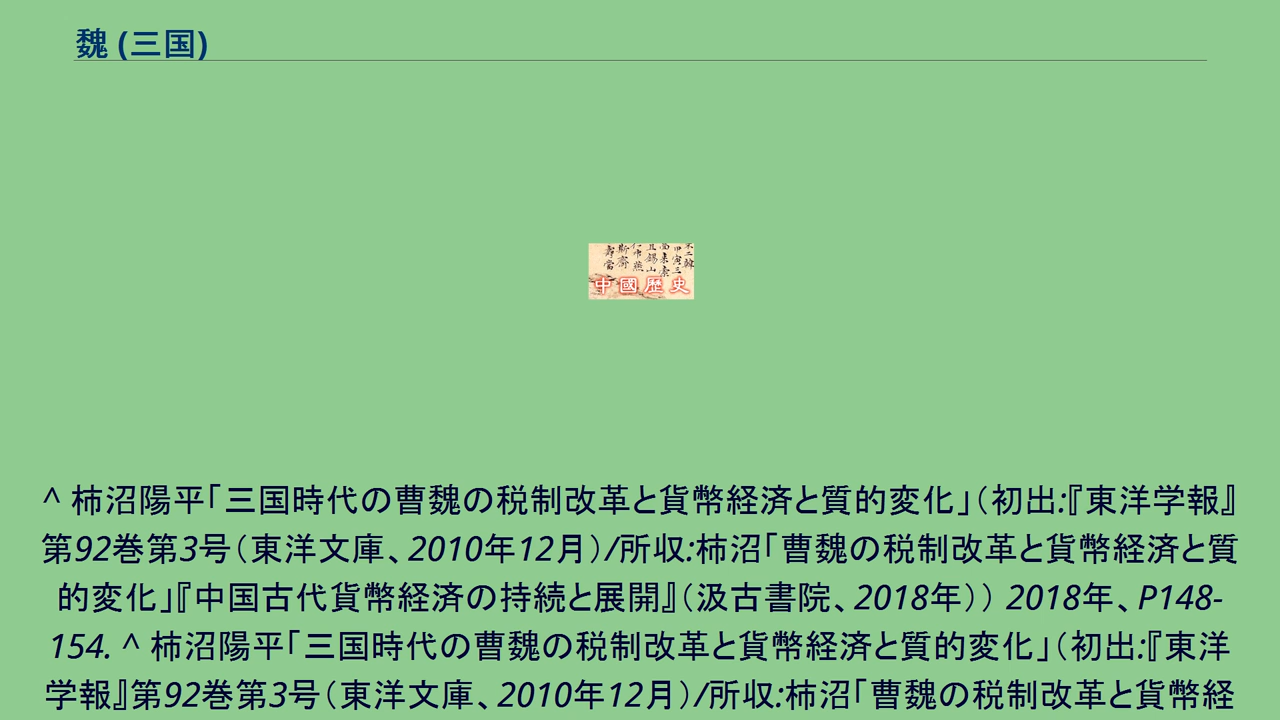 魏 (三国)
中國歷史
^ 柿沼陽平「三国時代の曹魏の税制改革と貨幣経済と質的変化」（初出:『東洋学報』
第92巻第3号（東洋文庫、2010年12月）/所収:柿沼「曹魏の税制改革と貨幣経済と質
的変化」『中国古代貨幣経済の持続と展開』（汲古書院、2018年）） 2018年、P148-
154. ^ 柿沼陽平「三国時代の曹魏の税制改革と貨幣経済と質的変化」（初出:『東洋
学報』第92巻第3号（東洋文庫、2010年12月）/所収:柿沼「曹魏の税制改革と貨幣経